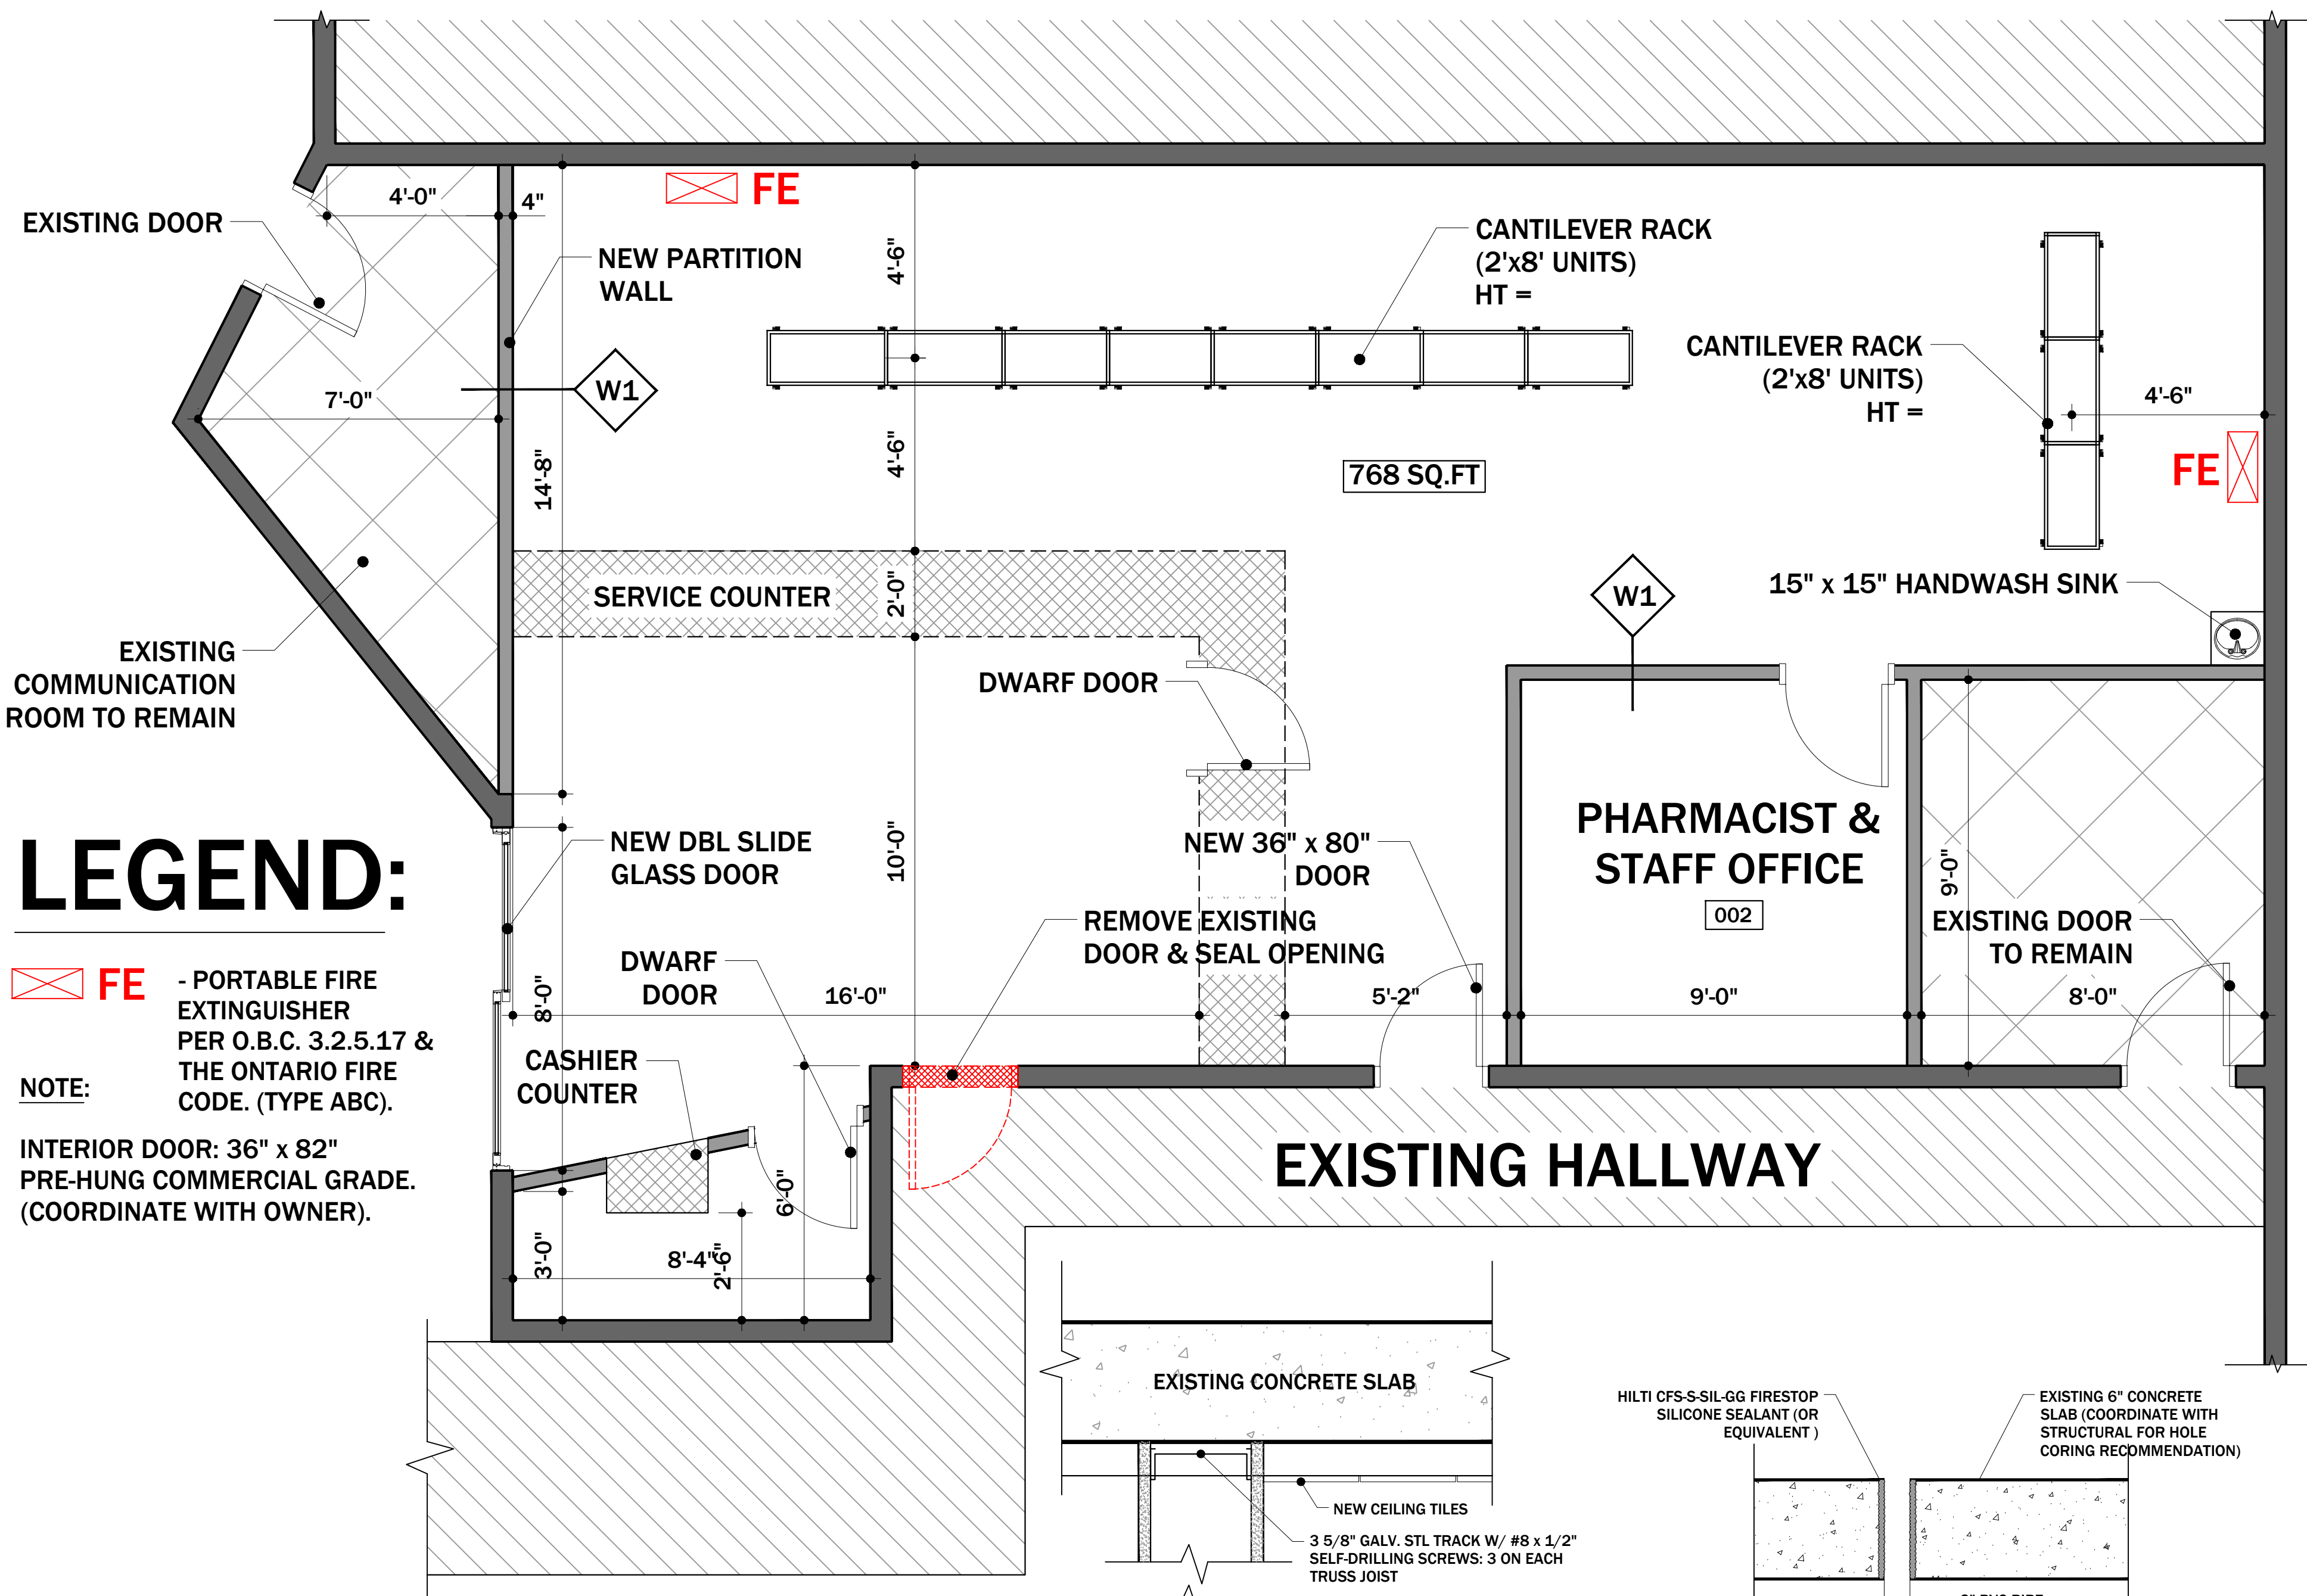 4'-0"
4"
FE
EXISTING DOOR
NEW PARTITION
WALL
4'-6"
CANTILEVER RACK
(2'x8' UNITS)
HT =
CANTILEVER RACK
(2'x8' UNITS)
HT =
4'-6"
7'-0"
W1
14'-8"
4'-6"
768 SQ.FT
FE
SERVICE COUNTER
2'-0"
W1
15" x 15" HANDWASH SINK
EXISTING
COMMUNICATION
ROOM TO REMAIN
DWARF DOOR
LEGEND:
NEW DBL SLIDE
GLASS DOOR
10'-0"
NEW 36" x 80"
DOOR
PHARMACIST &
STAFF OFFICE
002
9'-0"
EXISTING DOOR
TO REMAIN
REMOVE EXISTING
DOOR & SEAL OPENING
DWARF
DOOR
8'-0"
16'-0"
5'-2"
9'-0"
8'-0"
FE
- PORTABLE FIRE
EXTINGUISHER
PER O.B.C. 3.2.5.17 &
THE ONTARIO FIRE
CODE. (TYPE ABC).
CASHIER
COUNTER
NOTE:
INTERIOR DOOR: 36" x 82"
PRE-HUNG COMMERCIAL GRADE.
(COORDINATE WITH OWNER).
6'-0"
EXISTING HALLWAY
3'-0"
8'-4"
2'-6"
EXISTING CONCRETE SLAB
NEW CEILING TILES
3 5/8" GALV. STL TRACK W/ #8 x 1/2"
SELF-DRILLING SCREWS: 3 ON EACH
TRUSS JOIST
HILTI CFS-S-SIL-GG FIRESTOP
SILICONE SEALANT (OR
EQUIVALENT )
EXISTING 6" CONCRETE
SLAB (COORDINATE WITH
STRUCTURAL FOR HOLE
CORING RECOMMENDATION)